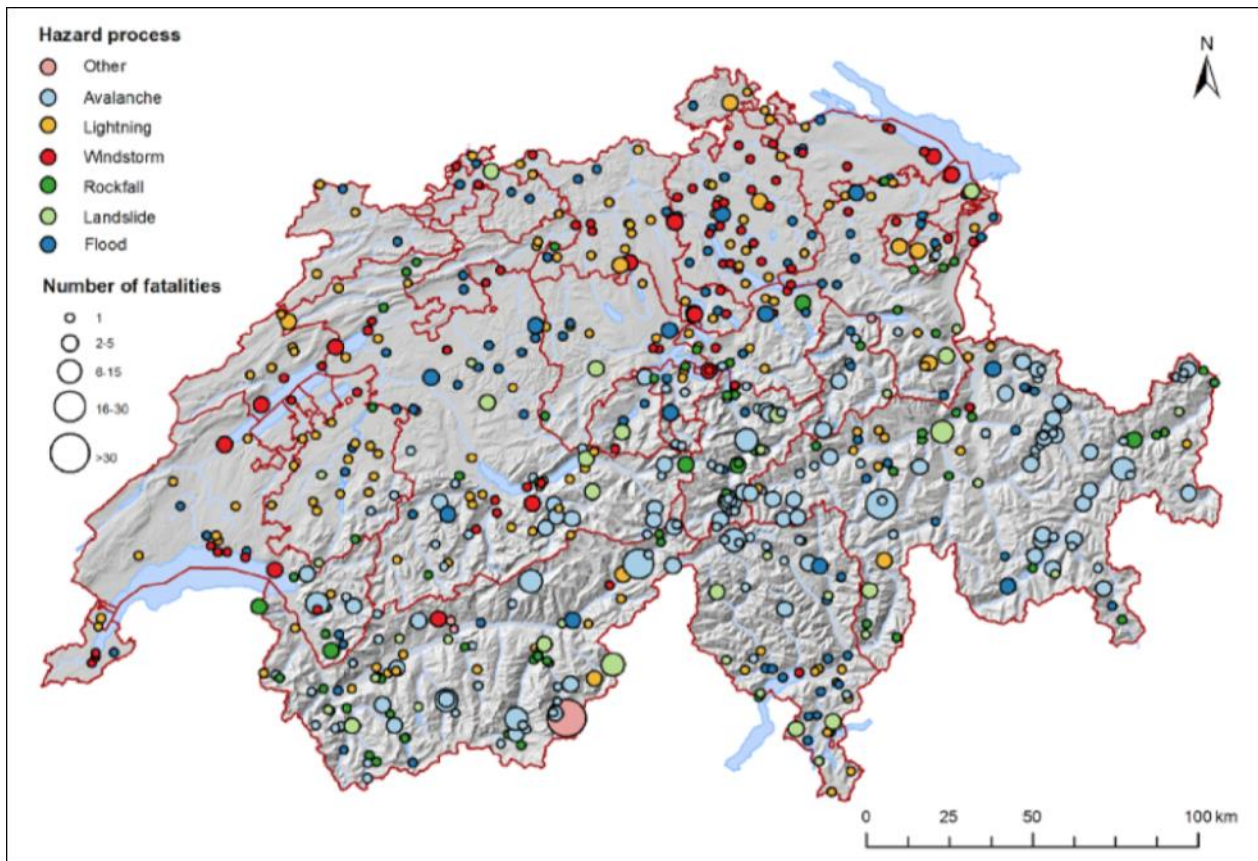 Hazard process
Other
Avalanche
Lightning
Windstorm
Rockfall
Landslide
Flood
Number of fatalities
1
2-5
6-15
16-30
>30
N
0 25 50 100 km